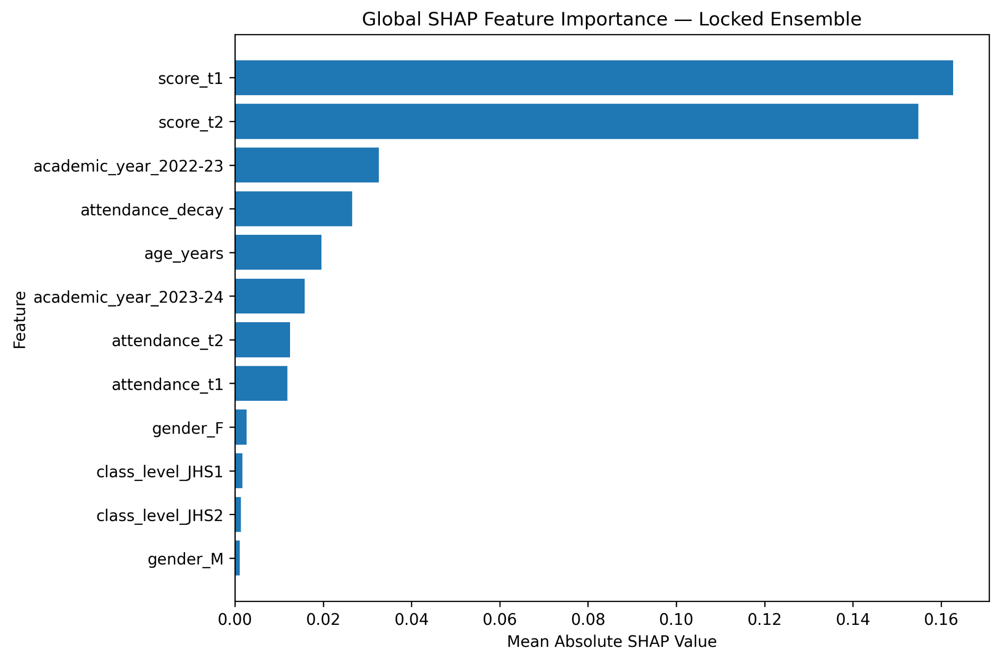 Global SHAP Feature Importance — Locked Ensemble
score_t1
score_t2
academic_year_2022-23
attendance_decay
age_years
academic_year_2023-24
attendance_t2
attendance_t1
gender_F
class_level_JHS1
class_level_JHS2
gender_M
Feature
0.00 0.02 0.04 0.06 0.08 0.10 0.12 0.14 0.16
Mean Absolute SHAP Value